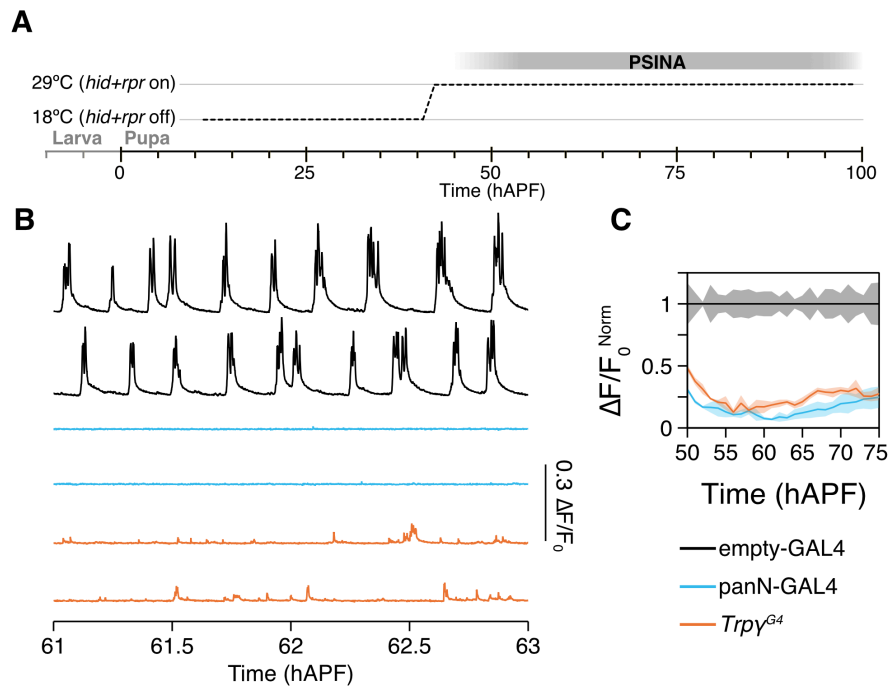 A
PSINA
29ºC (hid+rpr on)
18ºC (hid+rpr off)
Larva Pupa
0 25 50 75 100
Time (hAPF)
B
0.3 ΔF/F0
61 61.5 62 62.5 63
Time (hAPF)
C
ΔF/F0 Norm
1
0.5
0
50 55 60 65 70 75
Time (hAPF)
empty-GAL4
panN-GAL4
TrpγG4